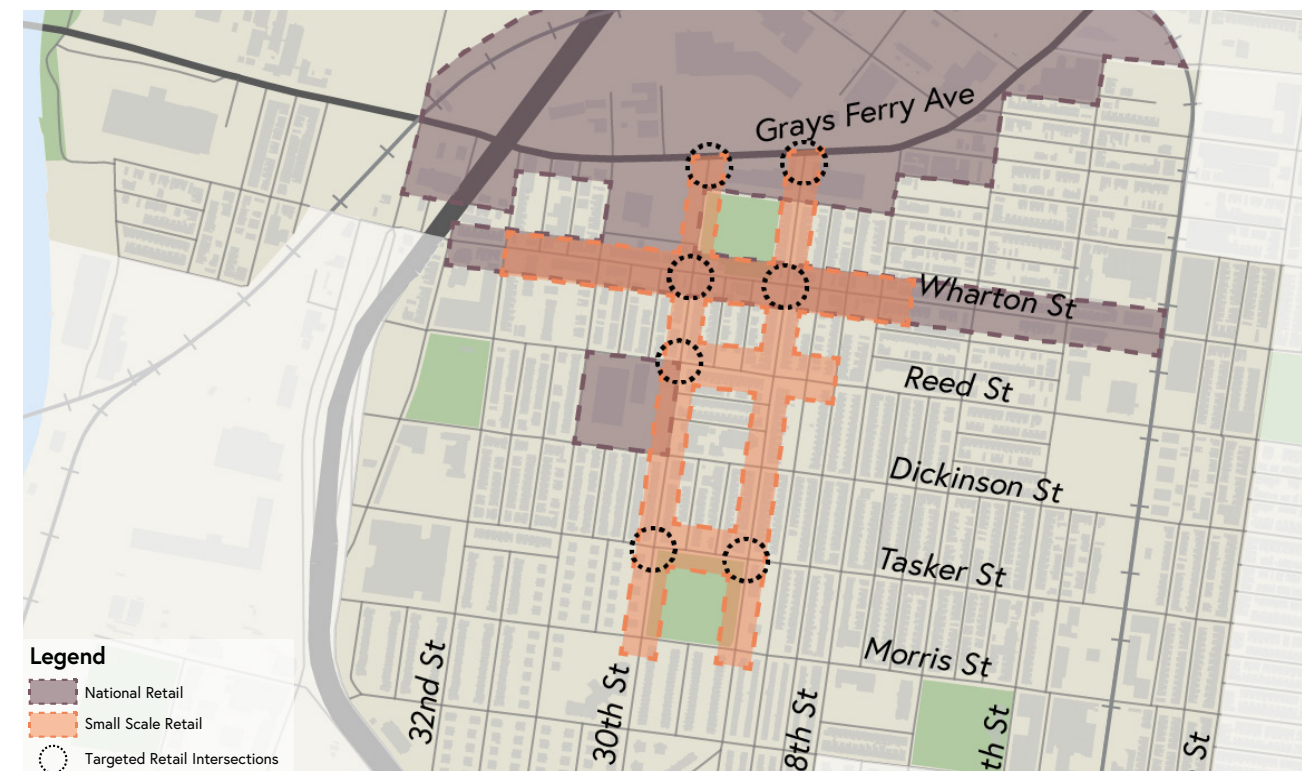 Grays Ferry Ave
Wharton St
Reed St
Dickinson St
Tasker St
Morris St
32nd St
30th St
8th St
th St
St
Legend
National Retail
Small Scale Retail
Targeted Retail Intersections